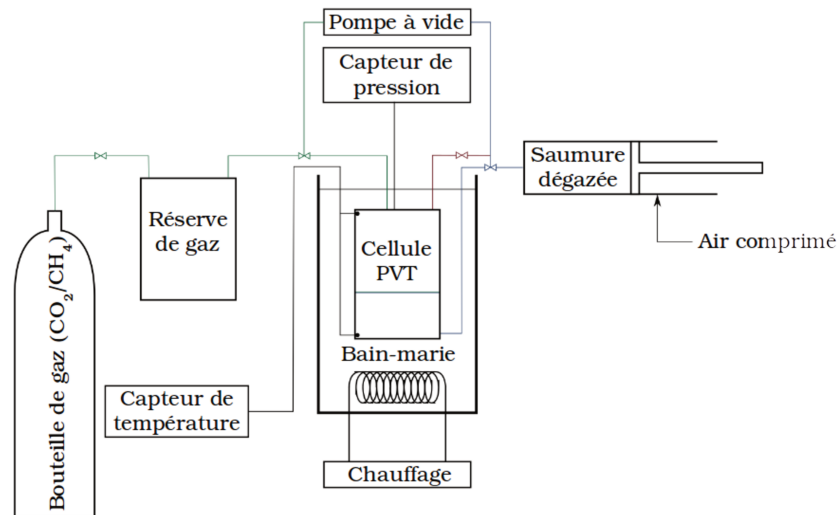 Pompe à vide
Capteur de
pression
Saumure
dégazée
Réserve
de gaz
Cellule
PVT
Air comprimé
Bain-marie
Bouteille de gaz (CO₂/CH₄)
Capteur de
température
Chauffage